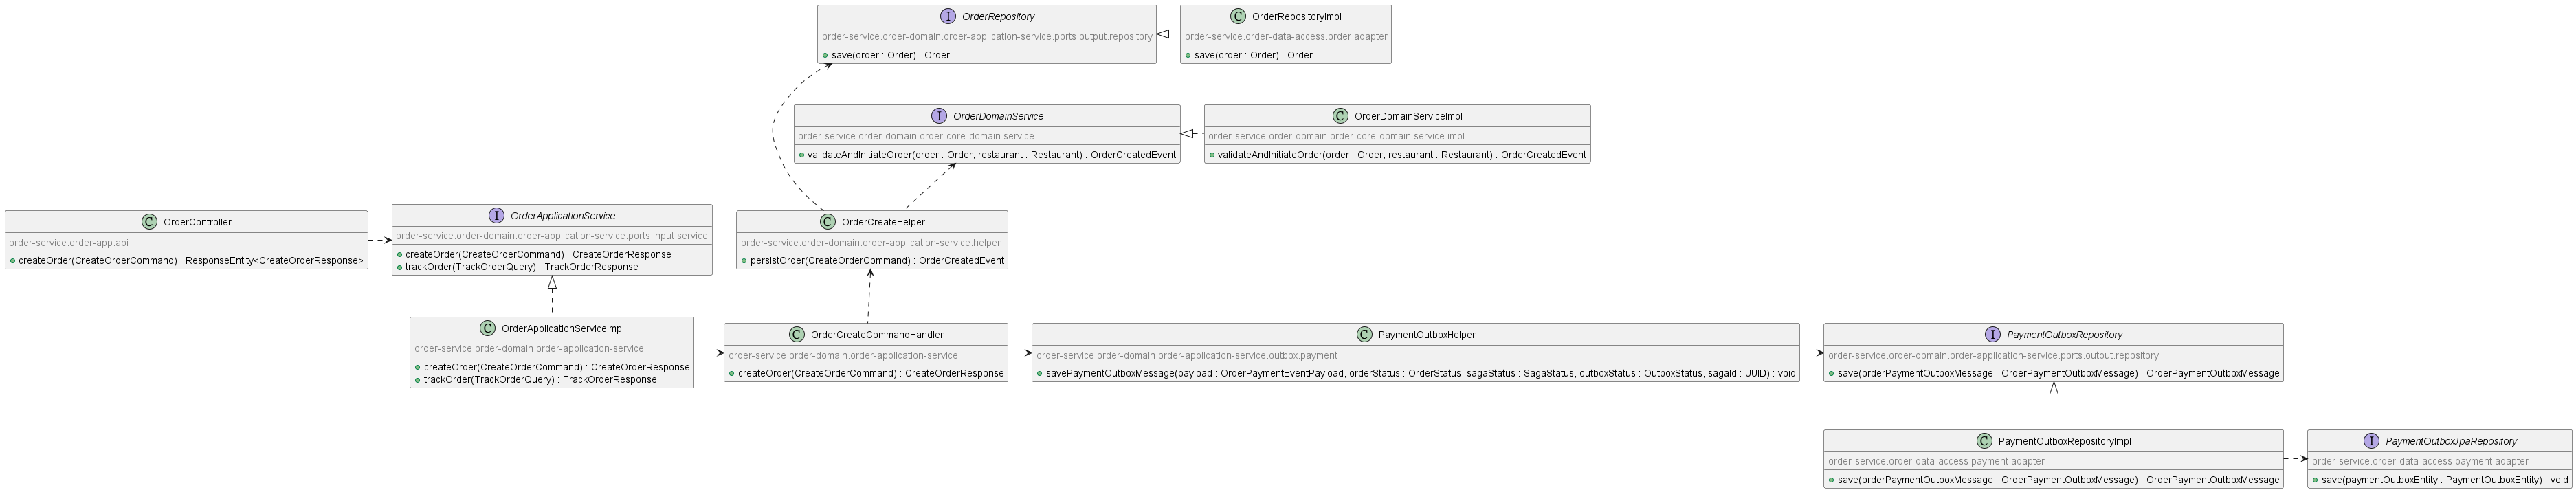 I OrderRepository
order-service.order-domain.order-application-service.ports.output.repository
save(order : Order) : Order
C OrderRepositoryImpl
order-service.order-data-access.order.adapter
save(order : Order) : Order
I OrderDomainService
order-service.order-domain.order-core-domain.service
validateAndInitiateOrder(order : Order, restaurant : Restaurant) : OrderCreatedEvent
C OrderDomainServiceImpl
order-service.order-domain.order-core-domain.service.impl
validateAndInitiateOrder(order : Order, restaurant : Restaurant) : OrderCreatedEvent
C OrderController
order-service.order-app.api
createOrder(CreateOrderCommand) : ResponseEntity<CreateOrderResponse>
I OrderApplicationService
order-service.order-domain.order-application-service.ports.input.service
createOrder(CreateOrderCommand) : CreateOrderResponse
trackOrder(TrackOrderQuery) : TrackOrderResponse
C OrderCreateHelper
order-service.order-domain.order-application-service.helper
persistOrder(CreateOrderCommand) : OrderCreatedEvent
C OrderApplicationServiceImpl
order-service.order-domain.order-application-service
createOrder(CreateOrderCommand) : CreateOrderResponse
trackOrder(TrackOrderQuery) : TrackOrderResponse
C OrderCreateCommandHandler
order-service.order-domain.order-application-service
createOrder(CreateOrderCommand) : CreateOrderResponse
C PaymentOutboxHelper
order-service.order-domain.order-application-service.outbox.payment
savePaymentOutboxMessage(payload : OrderPaymentEventPayload, orderStatus : OrderStatus, sagaStatus : SagaStatus, outboxStatus : OutboxStatus, sagaId : UUID) : void
I PaymentOutboxRepository
order-service.order-domain.order-application-service.ports.output.repository
save(orderPaymentOutboxMessage : OrderPaymentOutboxMessage) : OrderPaymentOutboxMessage
C PaymentOutboxRepositoryImpl
order-service.order-data-access.payment.adapter
save(orderPaymentOutboxMessage : OrderPaymentOutboxMessage) : OrderPaymentOutboxMessage
I PaymentOutboxJpaRepository
order-service.order-data-access.payment.adapter
save(paymentOutboxEntity : PaymentOutboxEntity) : void